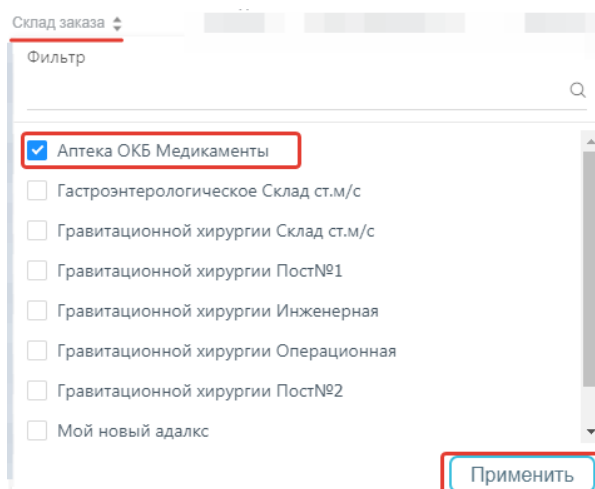 Склад заказа
Фильтр
Аптека ОКБ Медикаменты
Гастроэнтерологическое Склад ст.м/с
Гравитационной хирургии Склад ст.м/с
Гравитационной хирургии Пост№1
Гравитационной хирургии Инженерная
Гравитационной хирургии Операционная
Гравитационной хирургии Пост№2
Мой новый адалкс
Применить